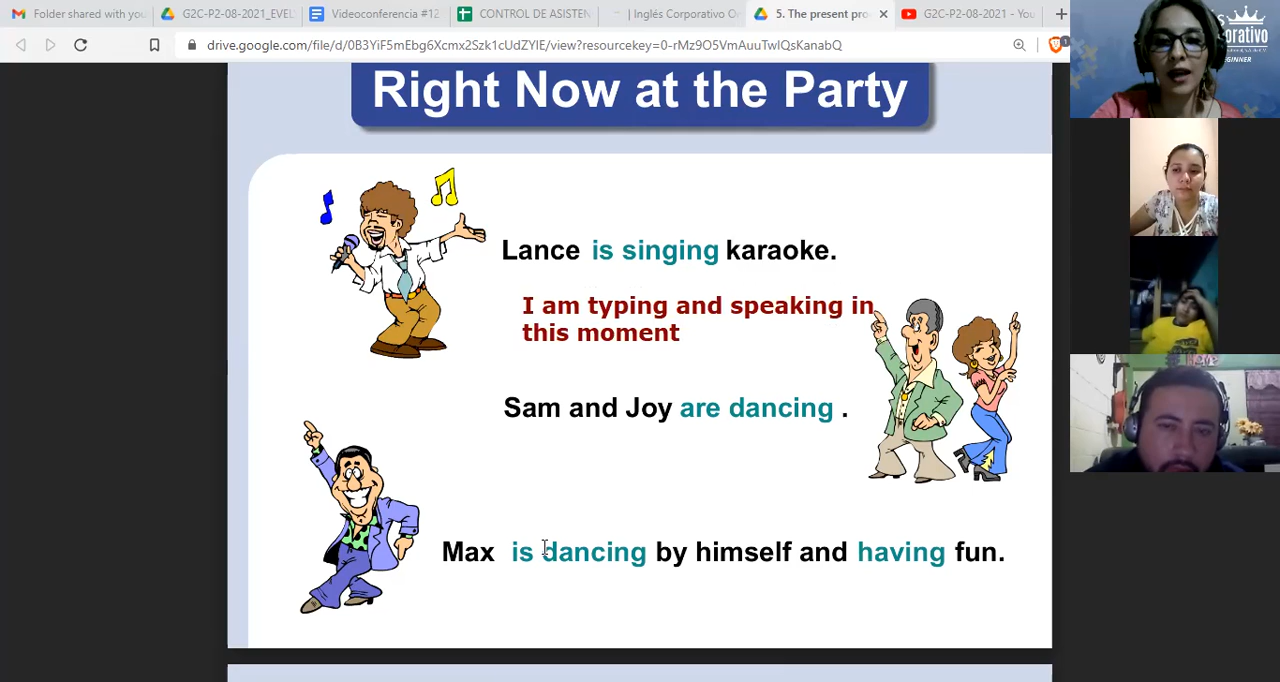 Folder shared with you
G2C-P2-08-2021_EVEL
Videoconferencia #12
CONTROL DE ASISTEN
| Inglés Corporativo On
5. The present pro
G2C-P2-08-2021 - You
drive.google.com/file/d/0B3YiF5mEbg6Xcmx2Szk1cUdZYlE/view?resourcekey=0-rMz9O5VmAuuTwlQsKanabQ
Right Now at the Party
Lance is singing karaoke.
I am typing and speaking in
this moment
Sam and Joy are dancing .
Max is dancing by himself and having fun.